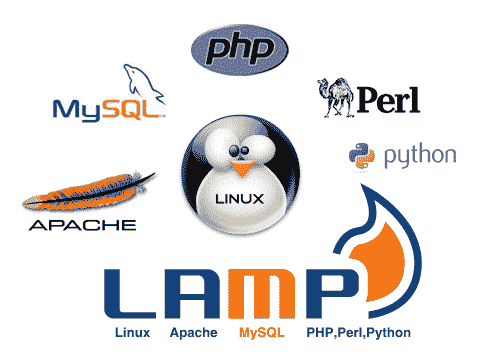 php
MySQL
Perl
python
LINUX
APACHE
LAMP
Linux Apache MySQL PHP,Perl,Python